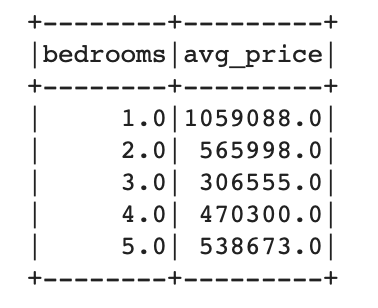 +--------+---------+
|bedrooms|avg_price|
+--------+---------+
|     1.0|1059088.0|
|     2.0| 565998.0|
|     3.0| 306555.0|
|     4.0| 470300.0|
|     5.0| 538673.0|
+--------+---------+